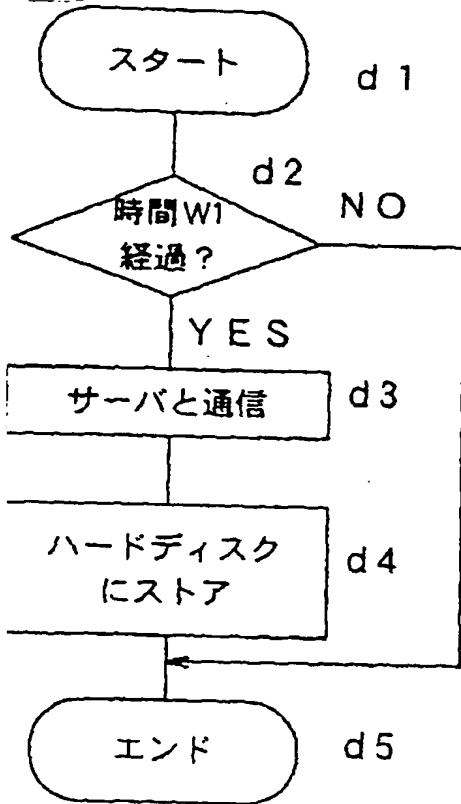 スタート
d1
d2
時間W1
経過？
NO
YES
サーバと通信
d3
ハードディスク
にストア
d4
エンド
d5